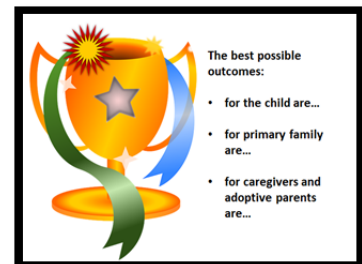 The best possible
outcomes:
• for the child are...
• for primary family
are...
• for caregivers and
adoptive parents
are...